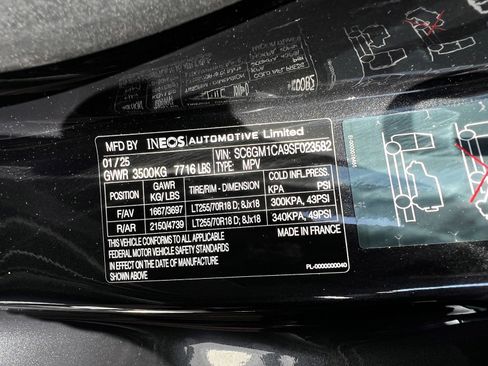 MFD BY INEOS AUTOMOTIVE Limited
01/25 VIN: SC6GM1CA9SF023582
GVWR 3500KG 7716 LBS TYPE: MPV
POSITION GAWR KG/ LBS TIRE/RIM - DIMENSION COLD INFL.PRESS. KPA PSI
F/AV 1667/3697 LT255/70R18 D; 8Jx18 300KPA, 43PSI
R/AR 2150/4739 LT255/70R18 D; 8Jx18 340KPA, 49PSI
THIS VEHICLE CONFORMS TO ALL APPLICABLE MADE IN FRANCE
FEDERAL MOTOR VEHICLE SAFETY STANDARDS
IN EFFECT ON THE DATE OF MANUFACTURE
SHOWN ABOVE PL-0000000040